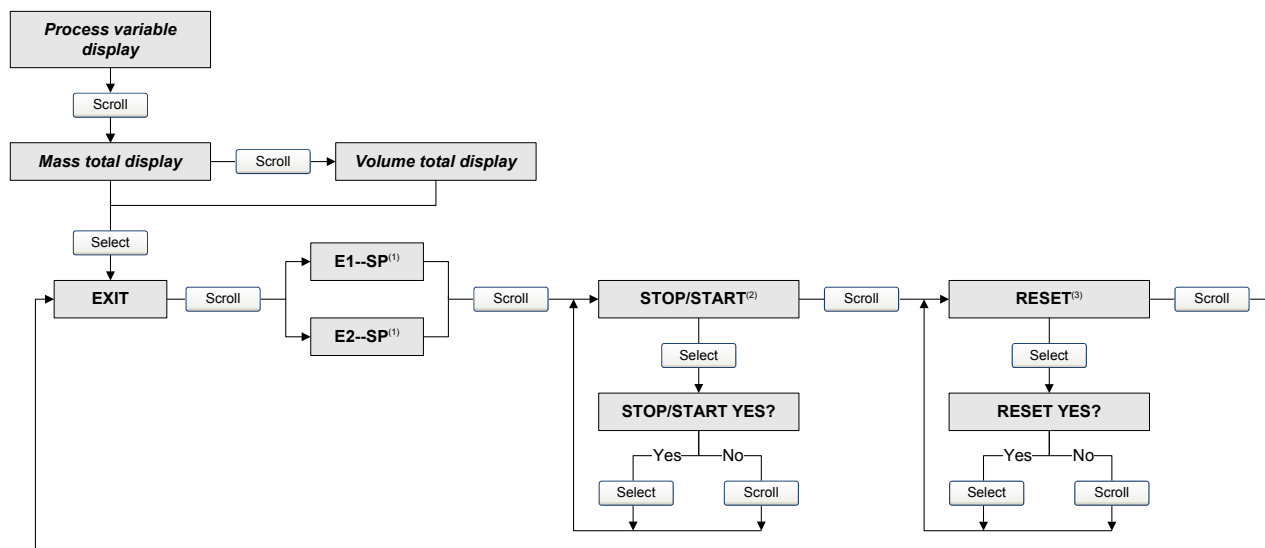 Process variable
display
Scroll
Mass total display
Scroll
Volume total display
Select
EXIT
Scroll
E1--SP(1)
E2--SP(1)
Scroll
STOP/START(2)
Scroll
RESET(3)
Scroll
Select
Select
STOP/START YES?
RESET YES?
Yes
No
Yes
No
Select
Scroll
Select
Scroll